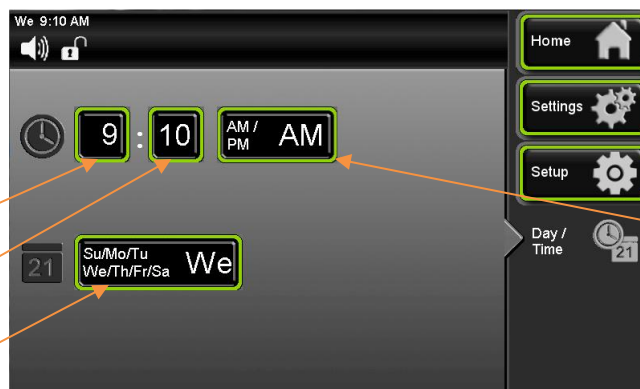 We 9:10 AM
Home
Settings
9 : 10
AM /
PM
AM
Setup
Su/Mo/Tu
We/Th/Fr/Sa
We
21
Day /
Time
21